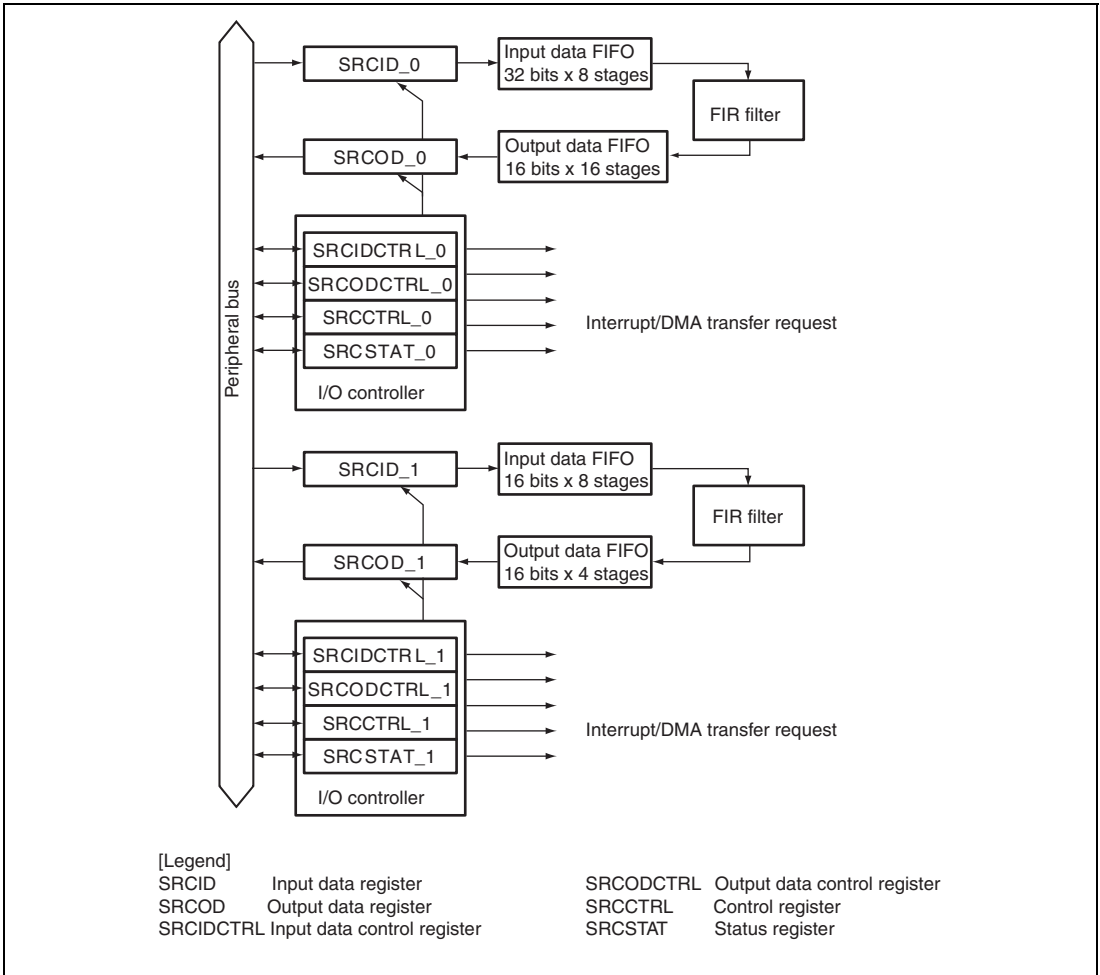 Peripheral bus
SRCID_0
Input data FIFO
32 bits x 8 stages
FIR filter
SRCOD_0
Output data FIFO
16 bits x 16 stages
SRCIDCTRL_0
SRCODCTRL_0
SRCCTRL_0
SRCSTAT_0
I/O controller
Interrupt/DMA transfer request
SRCID_1
Input data FIFO
16 bits x 8 stages
FIR filter
SRCOD_1
Output data FIFO
16 bits x 4 stages
SRCIDCTRL_1
SRCODCTRL_1
SRCCTRL_1
SRCSTAT_1
I/O controller
Interrupt/DMA transfer request
[Legend]
SRCID Input data register
SRCOD Output data register
SRCIDCTRL Input data control register
SRCODCTRL Output data control register
SRCCTRL Control register
SRCSTAT Status register